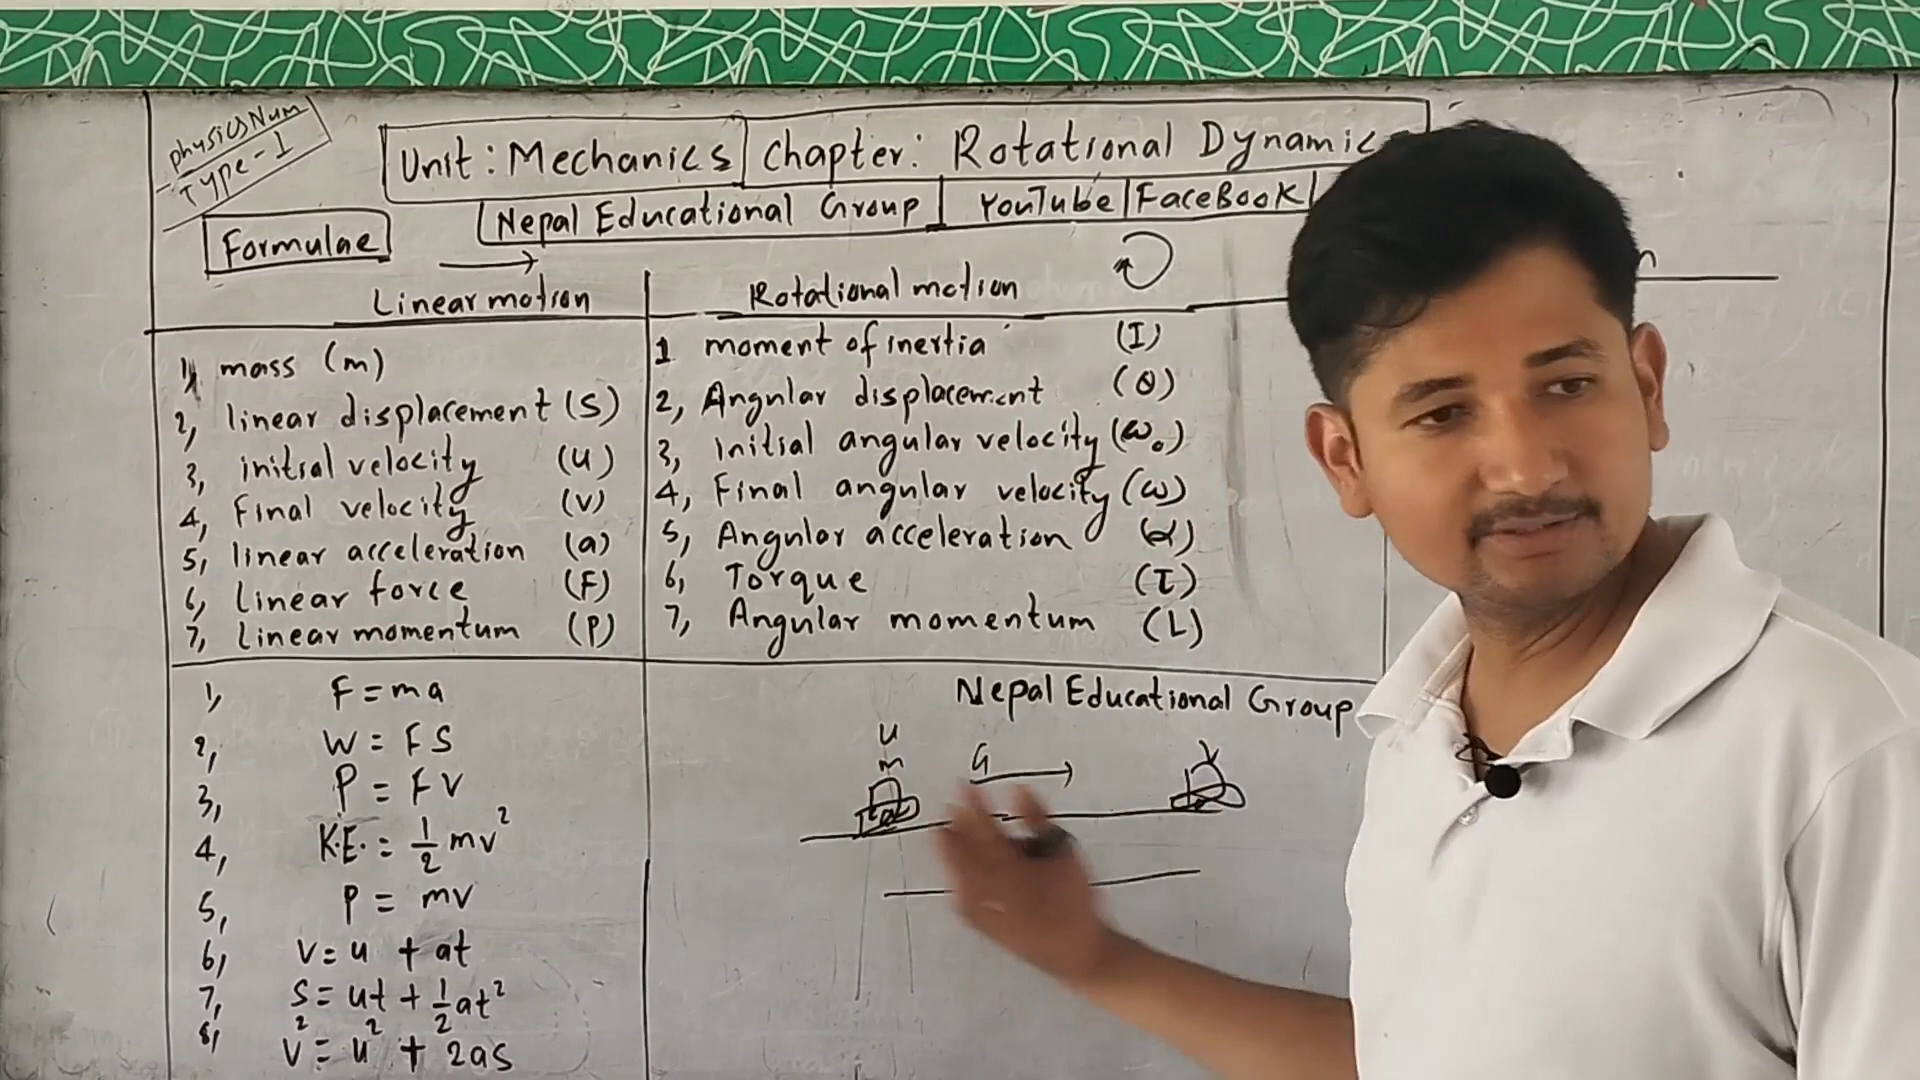 physics Num
Type-I
Unit: Mechanics Chapter: Rotational Dynamic
Nepal Educational Group YouTube FaceBook
Formulae
Linear motion
Rotational motion
1, mass (m)
2, linear displacement (S)
3, initial velocity (u)
4, Final velocity (v)
5, linear acceleration (a)
6, Linear force (F)
7, Linear momentum (P)
1 moment of inertia (I)
2, Angular displacement (θ)
3, Initial angular velocity (ω₀)
4, Final angular velocity (ω)
5, Angular acceleration (α)
6, Torque (τ)
7, Angular momentum (L)
1, F = ma
2, W = FS
3, P = FV
4, K.E. = 1/2 mv²
5, P = mv
6, V = u + at
7, S = ut + 1/2 at²
8, V² = u² + 2as
Nepal Educational Group
u
m
v